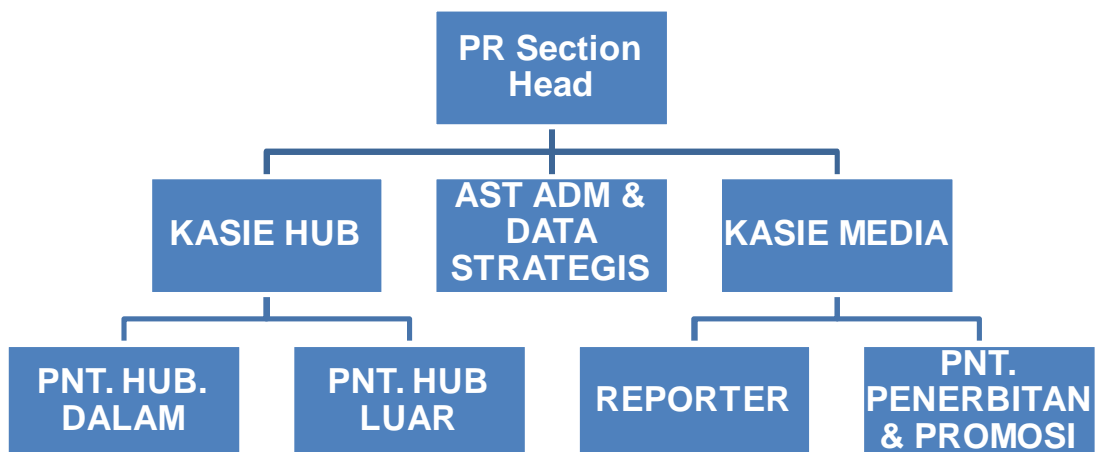 PR Section
Head
KASIE HUB
AST ADM &
DATA
STRATEGIS
KASIE MEDIA
PNT. HUB.
DALAM
PNT. HUB
LUAR
REPORTER
PNT.
PENERBITAN
& PROMOSI